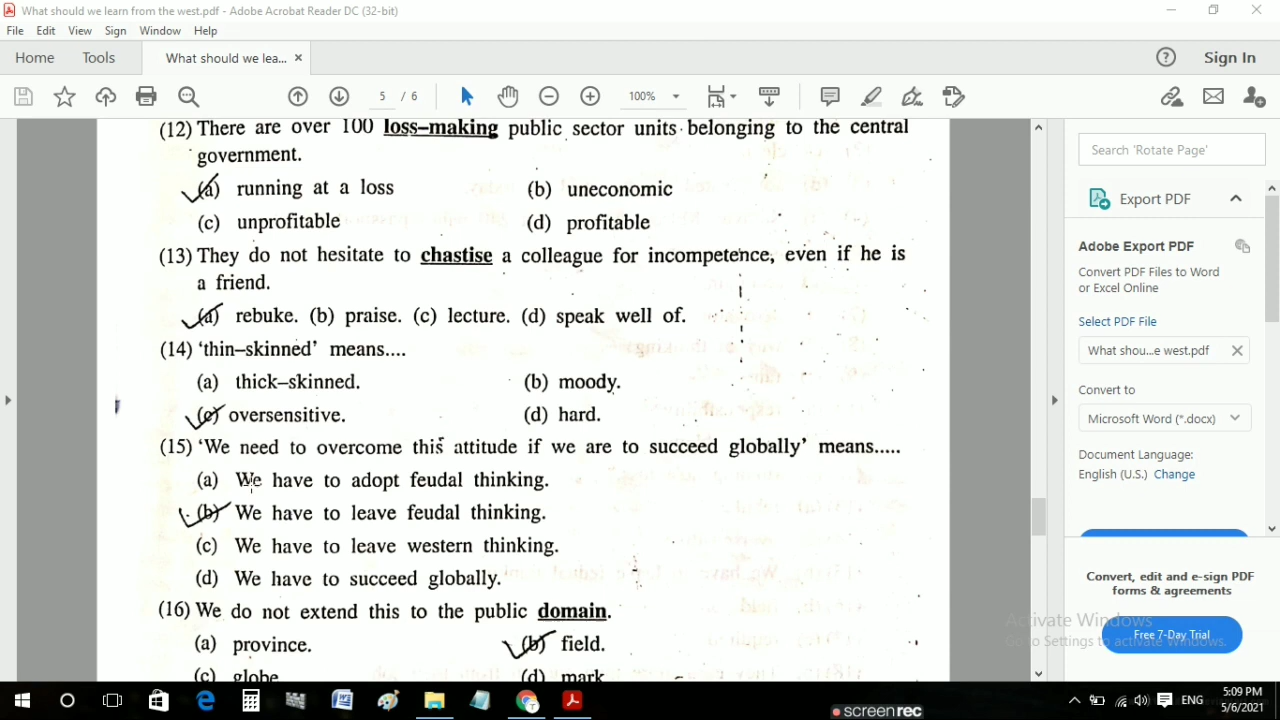 What should we learn from the west.pdf - Adobe Acrobat Reader DC (32-bit)
File Edit View Sign Window Help
Home Tools What should we lea... × Sign In
5 / 6 100%
(12) There are over 100 loss–making public sector units belonging to the central
government.
(a) running at a loss (b) uneconomic
(c) unprofitable (d) profitable
(13) They do not hesitate to chastise a colleague for incompetence, even if he is
a friend.
(a) rebuke. (b) praise. (c) lecture. (d) speak well of.
(14) ‘thin–skinned’ means....
(a) thick–skinned. (b) moody.
(c) oversensitive. (d) hard.
(15) ‘We need to overcome this attitude if we are to succeed globally’ means.....
(a) We have to adopt feudal thinking.
(b) We have to leave feudal thinking.
(c) We have to leave western thinking.
(d) We have to succeed globally.
(16) We do not extend this to the public domain.
(a) province. (b) field.
(c) globe (d) mark
Search 'Rotate Page'
Export PDF
Adobe Export PDF
Convert PDF Files to Word
or Excel Online
Select PDF File
What shou...e west.pdf ×
Convert to
Microsoft Word (*.docx)
Document Language:
English (U.S.) Change
Convert, edit and e-sign PDF
forms & agreements
Free 7-Day Trial
Activate Windows
Go to Settings to activate Windows.
ENG
5:09 PM
5/6/2021
screenrec